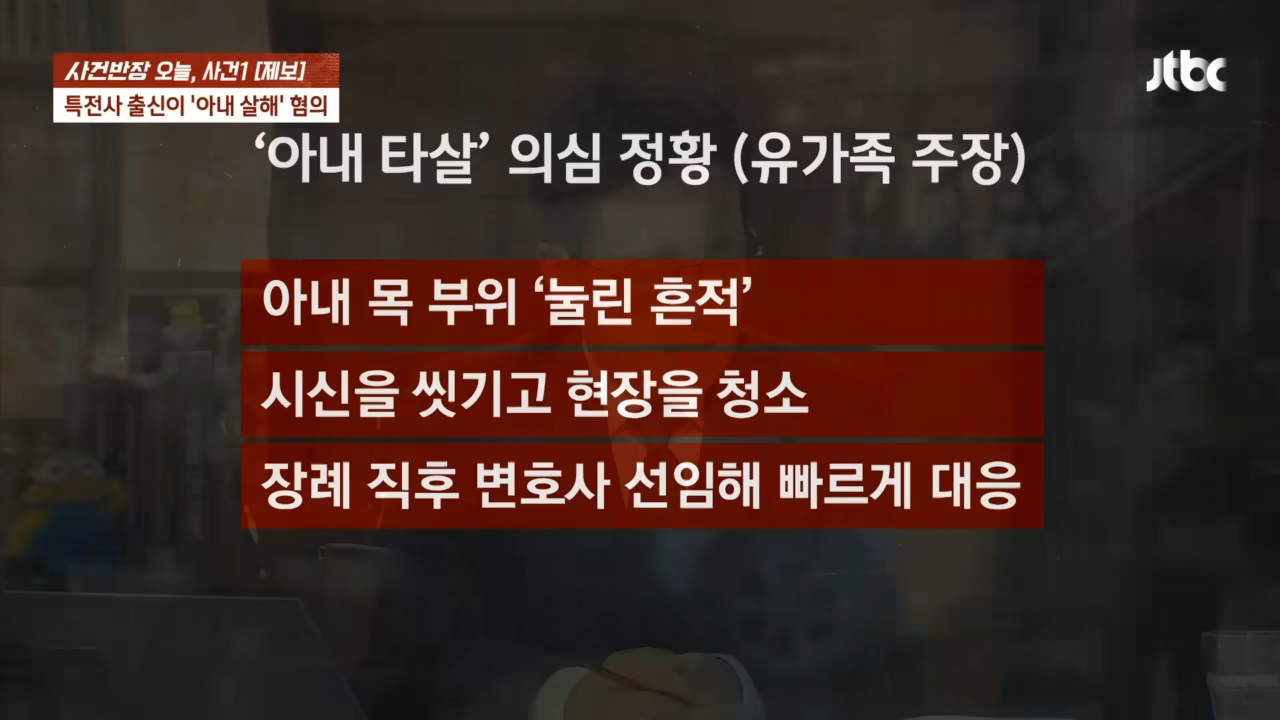 사건반장 오늘, 사건1 [제보]
jtbc
특전사 출신이 '아내 살해' 혐의
‘아내 타살’ 의심 정황 (유가족 주장)
아내 목 부위 ‘눌린 흔적’
시신을 씻기고 현장을 청소
장례 직후 변호사 선임해 빠르게 대응